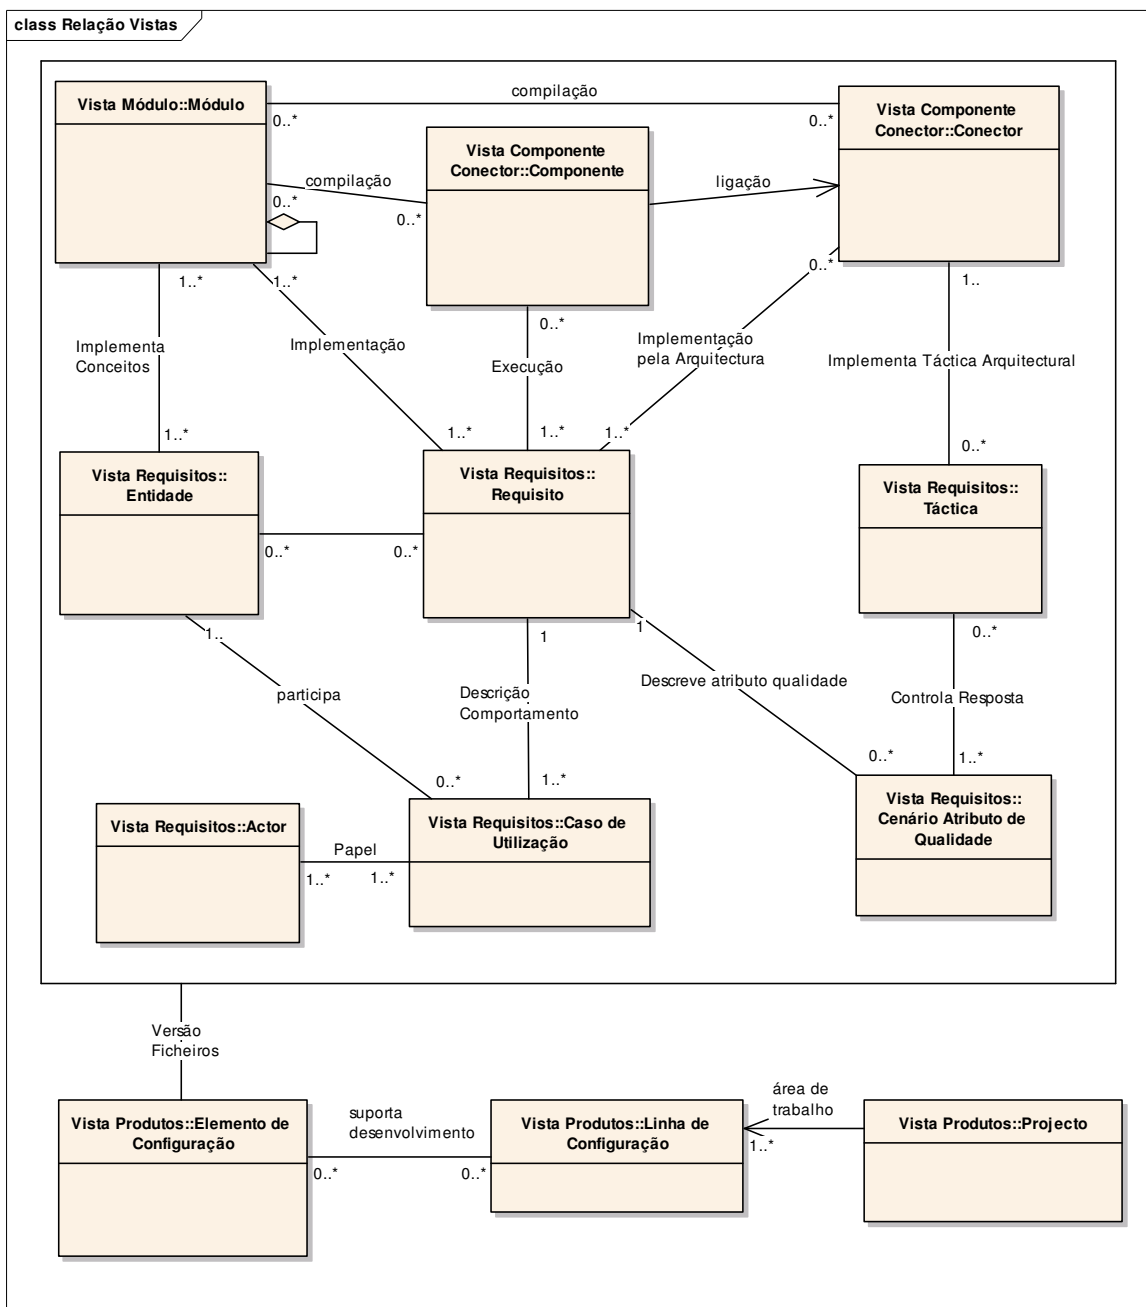 class Relação Vistas
Vista Módulo::Módulo
compilação
0..*
0..*
Vista Componente
Conector::Conector
Vista Componente
Conector::Componente
compilação
0..*
0..*
ligação
1..*
1..*
0..*
0..*
1..
Implementa
Conceitos
Implementação
Execução
Implementação
pela Arquitectura
Implementa Táctica Arquitectural
1..*
1..*
1..*
1..*
0..*
Vista Requisitos::
Entidade
Vista Requisitos::
Requisito
Vista Requisitos::
Táctica
0..*
0..*
1..
1
1
0..*
participa
Descrição
Comportamento
Descreve atributo qualidade
Controla Resposta
0..*
1..*
0..*
1..*
Vista Requisitos::Actor
Papel
1..*
1..*
Vista Requisitos::Caso de
Utilização
Vista Requisitos::
Cenário Atributo de
Qualidade
Versão
Ficheiros
Vista Produtos::Elemento de
Configuração
suporta
desenvolvimento
0..*
0..*
Vista Produtos::Linha de
Configuração
área de
trabalho
1..*
Vista Produtos::Projecto